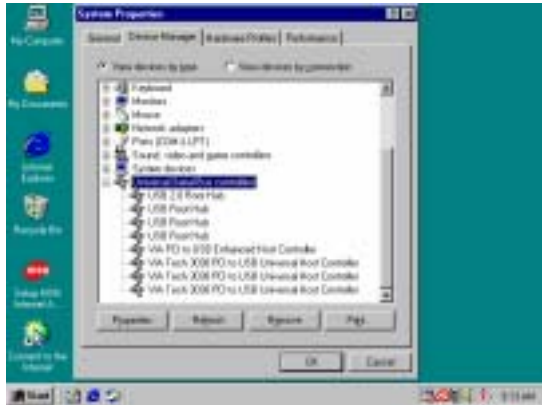 System Properties
My Computer
General Device Manager Hardware Profiles Performance
View devices by type View devices by connection
My Documents
Keyboard
Monitors
Mouse
Network adapters
Ports (COM & LPT)
Sound, video and game controllers
System devices
Internet
Explorer
Universal Serial Bus controllers
USB 2.0 Root Hub
USB Root Hub
USB Root Hub
USB Root Hub
Recycle Bin
VIA PCI to USB Enhanced Host Controller
VIA Tech 3038 PCI to USB Universal Host Controller
VIA Tech 3038 PCI to USB Universal Host Controller
VIA Tech 3038 PCI to USB Universal Host Controller
msn
Setup MSN
Internet A...
Properties Refresh Remove Print...
Connect to the
Internet
OK Cancel
Start